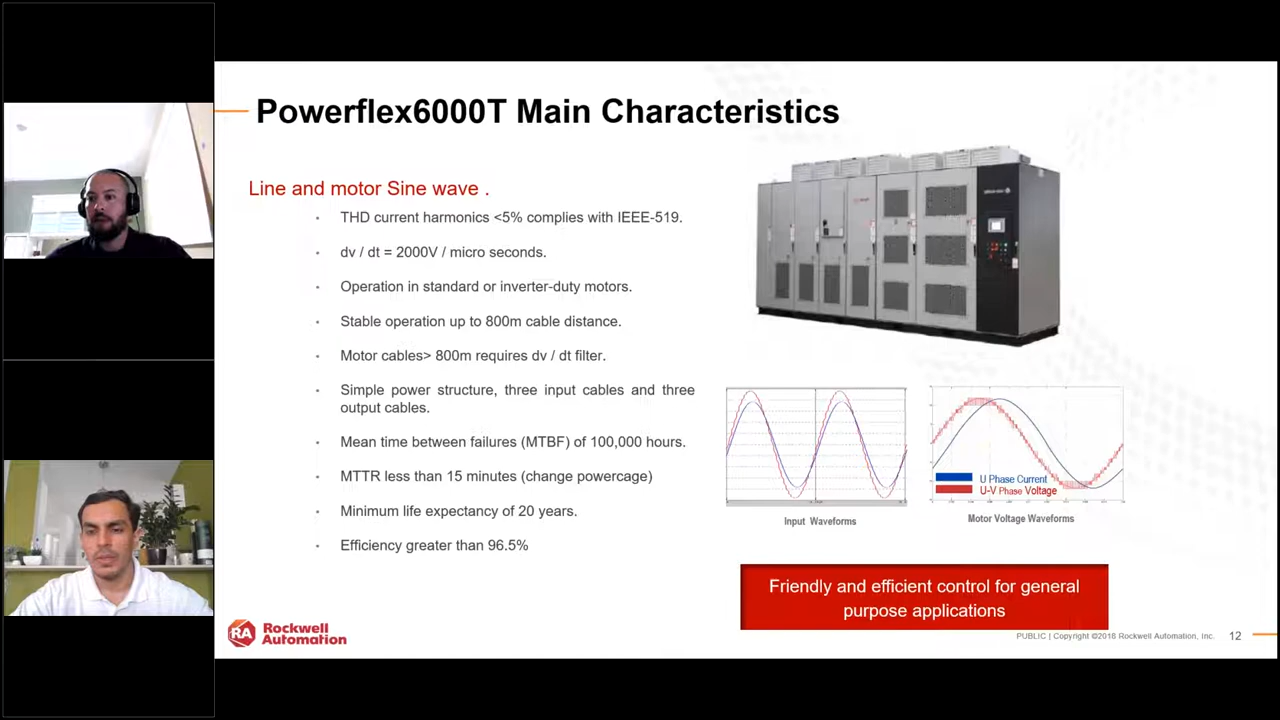 Powerflex6000T Main Characteristics
Line and motor Sine wave .
· THD current harmonics <5% complies with IEEE-519.
· dv / dt = 2000V / micro seconds.
· Operation in standard or inverter-duty motors.
· Stable operation up to 800m cable distance.
· Motor cables> 800m requires dv / dt filter.
· Simple power structure, three input cables and three
output cables.
· Mean time between failures (MTBF) of 100,000 hours.
· MTTR less than 15 minutes (change powercage)
· Minimum life expectancy of 20 years.
· Efficiency greater than 96.5%
U Phase Current
U-V Phase Voltage
Input Waveforms
Motor Voltage Waveforms
Friendly and efficient control for general
purpose applications
RA
Rockwell
Automation
PUBLIC | Copyright ©2018 Rockwell Automation, Inc.
12